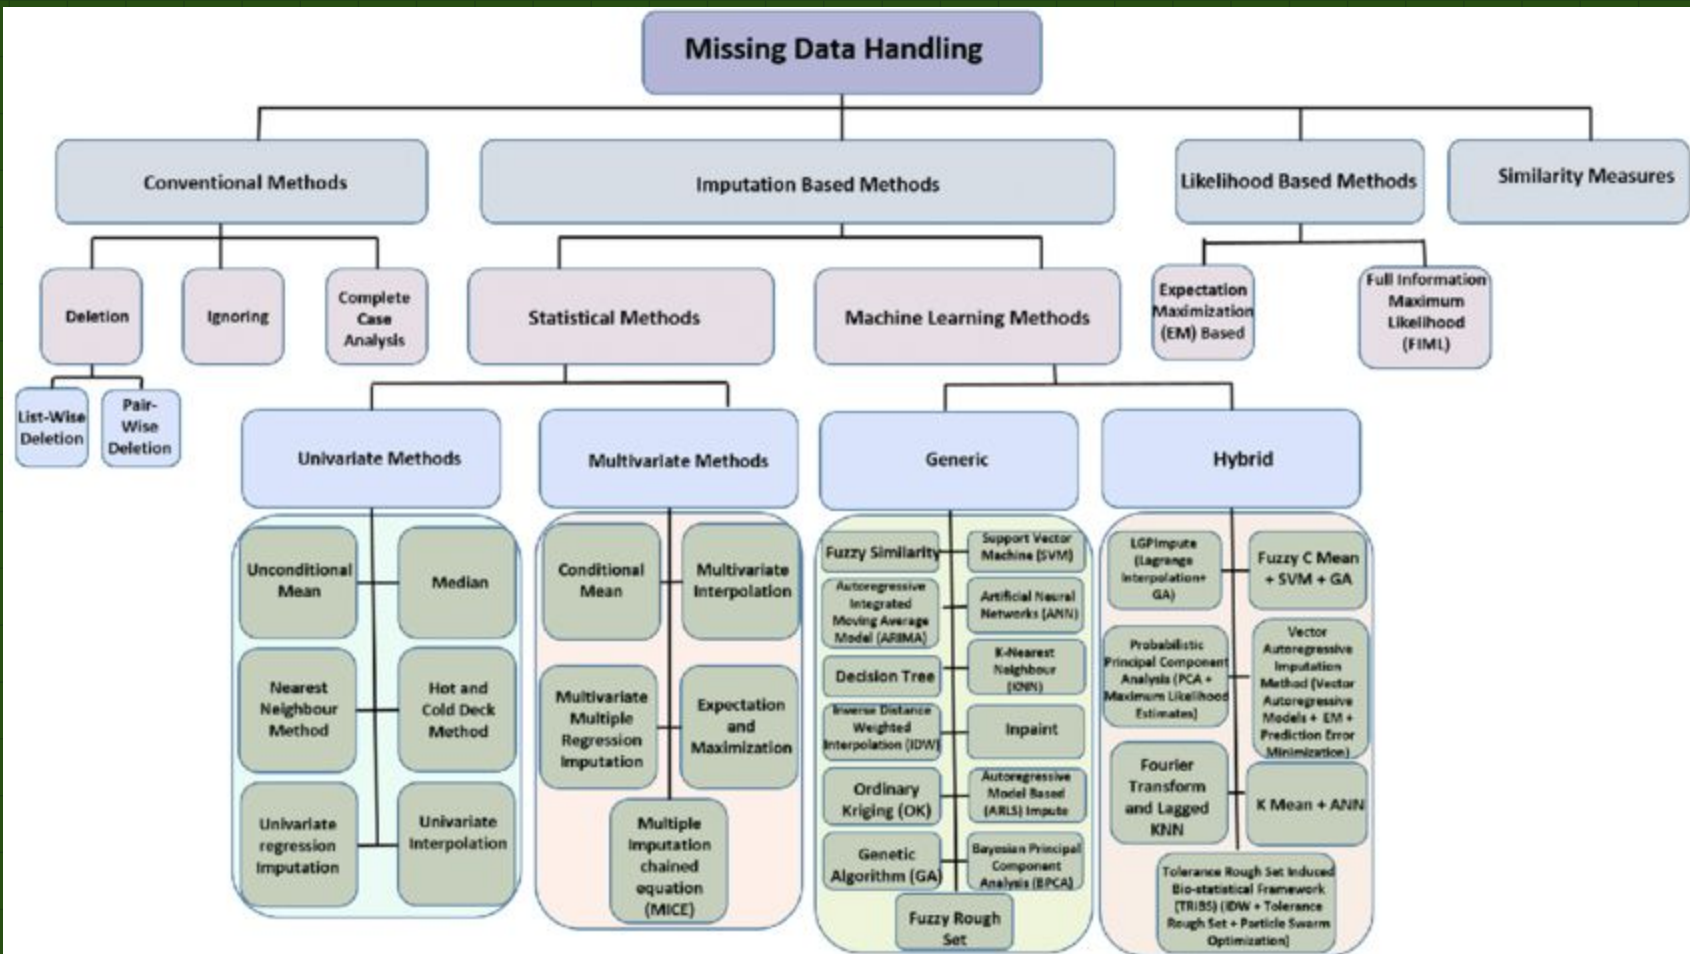 Missing Data Handling
Conventional Methods
Imputation Based Methods
Likelihood Based Methods
Similarity Measures
Deletion
Ignoring
Complete
Case
Analysis
Statistical Methods
Machine Learning Methods
Expectation
Maximization
(EM) Based
Full Information
Maximum
Likelihood
(FIML)
List-Wise
Deletion
Pair-
Wise
Deletion
Univariate Methods
Multivariate Methods
Generic
Hybrid
Unconditional
Mean
Median
Nearest
Neighbour
Method
Hot and
Cold Deck
Method
Univariate
regression
Imputation
Univariate
Interpolation
Conditional
Mean
Multivariate
Interpolation
Multivariate
Multiple
Regression
Imputation
Expectation
and
Maximization
Multiple
Imputation
chained
equation
(MICE)
Fuzzy Similarity
Support Vector
Machine (SVM)
Autoregressive
Integrated
Moving Average
Model (ARIMA)
Artificial Neural
Networks (ANN)
Decision Tree
K-Nearest
Neighbour
(KNN)
Inverse Distance
Weighted
Interpolation (IDW)
Inpaint
Ordinary
Kriging (OK)
Autoregressive
Model Based
(ARLS) Impute
Genetic
Algorithm (GA)
Bayesian Principal
Component
Analysis (BPCA)
Fuzzy Rough
Set
LGPImpute
(Lagrange
Interpolation+
GA)
Fuzzy C Mean
+ SVM + GA
Probabilistic
Principal Component
Analysis (PCA +
Maximum Likelihood
Estimates)
Vector
Autoregressive
Imputation
Method (Vector
Autoregressive
Models + EM +
Prediction Error
Minimization)
Fourier
Transform
and Lagged
KNN
K Mean + ANN
Tolerance Rough Set Induced
Bio-statistical Framework
(TRiBS) (IDW + Tolerance
Rough Set + Particle Swarm
Optimization)